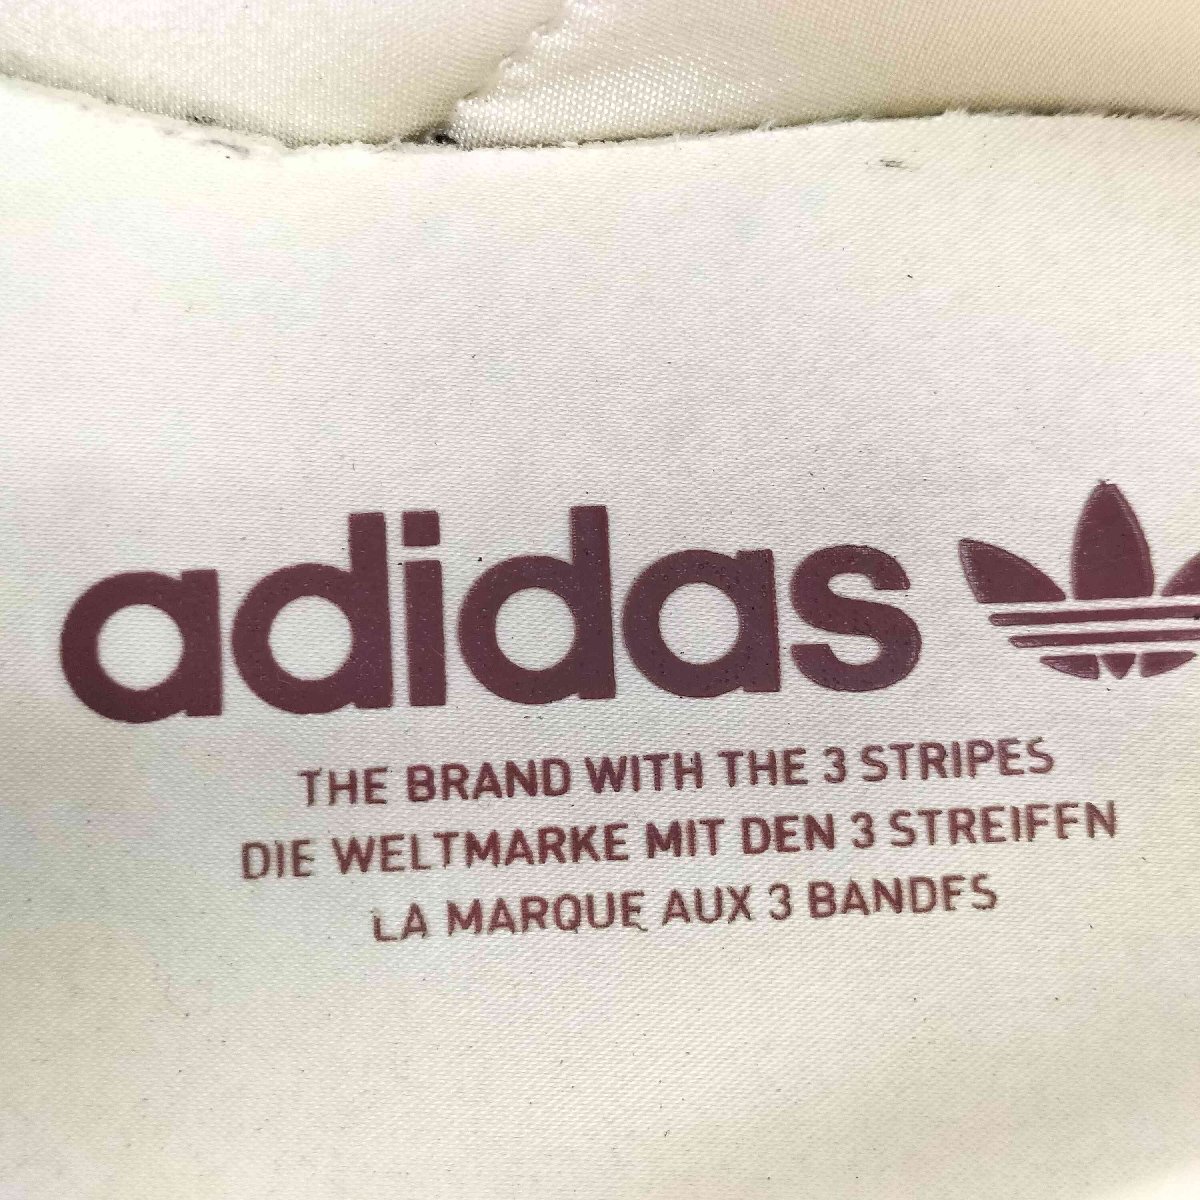 adidas
THE BRAND WITH THE 3 STRIPES
DIE WELTMARKE MIT DEN 3 STREIFEN
LA MARQUE AUX 3 BANDES